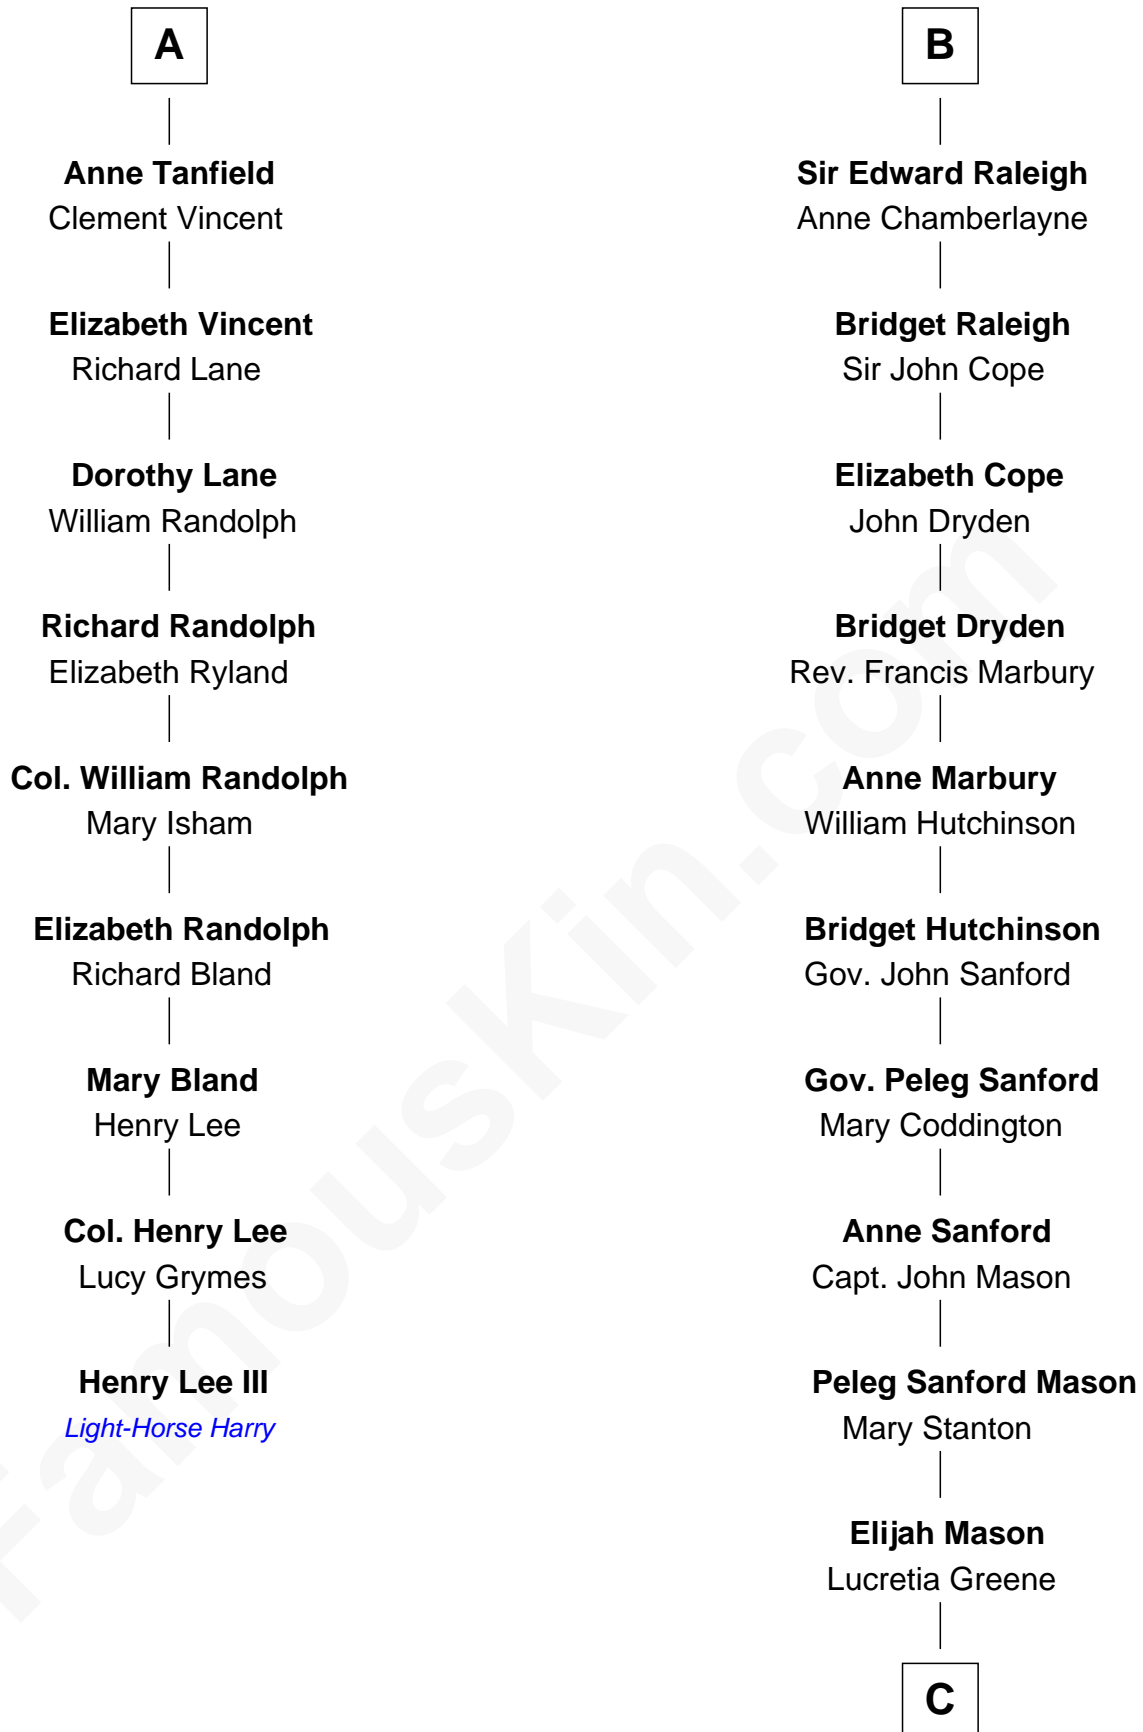 A
Anne Tanfield
Clement Vincent
Elizabeth Vincent
Richard Lane
Dorothy Lane
William Randolph
Richard Randolph
Elizabeth Ryland
Col. William Randolph
Mary Isham
Elizabeth Randolph
Richard Bland
Mary Bland
Henry Lee
Col. Henry Lee
Lucy Grymes
Henry Lee III
Light-Horse Harry
B
Sir Edward Raleigh
Anne Chamberlayne
Bridget Raleigh
Sir John Cope
Elizabeth Cope
John Dryden
Bridget Dryden
Rev. Francis Marbury
Anne Marbury
William Hutchinson
Bridget Hutchinson
Gov. John Sanford
Gov. Peleg Sanford
Mary Coddington
Anne Sanford
Capt. John Mason
Peleg Sanford Mason
Mary Stanton
Elijah Mason
Lucretia Greene
C
FamousKin.com